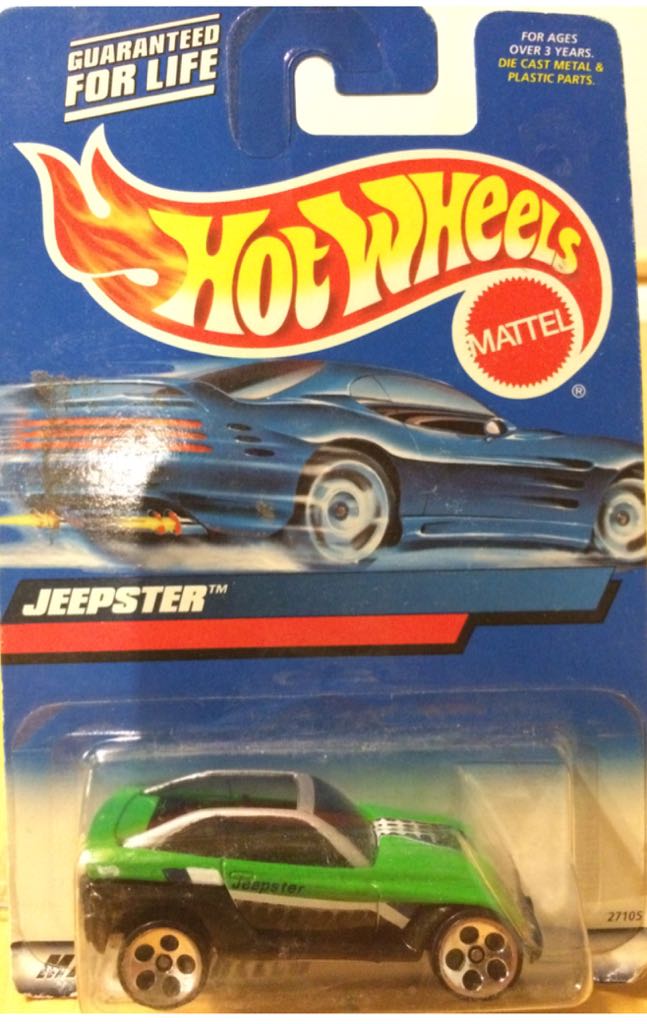 GUARANTEED
FOR LIFE
FOR AGES
OVER 3 YEARS.
DIE CAST METAL &
PLASTIC PARTS.
HOT WHEELS
MATTEL
®
JEEPSTER™
Jeepster
27105